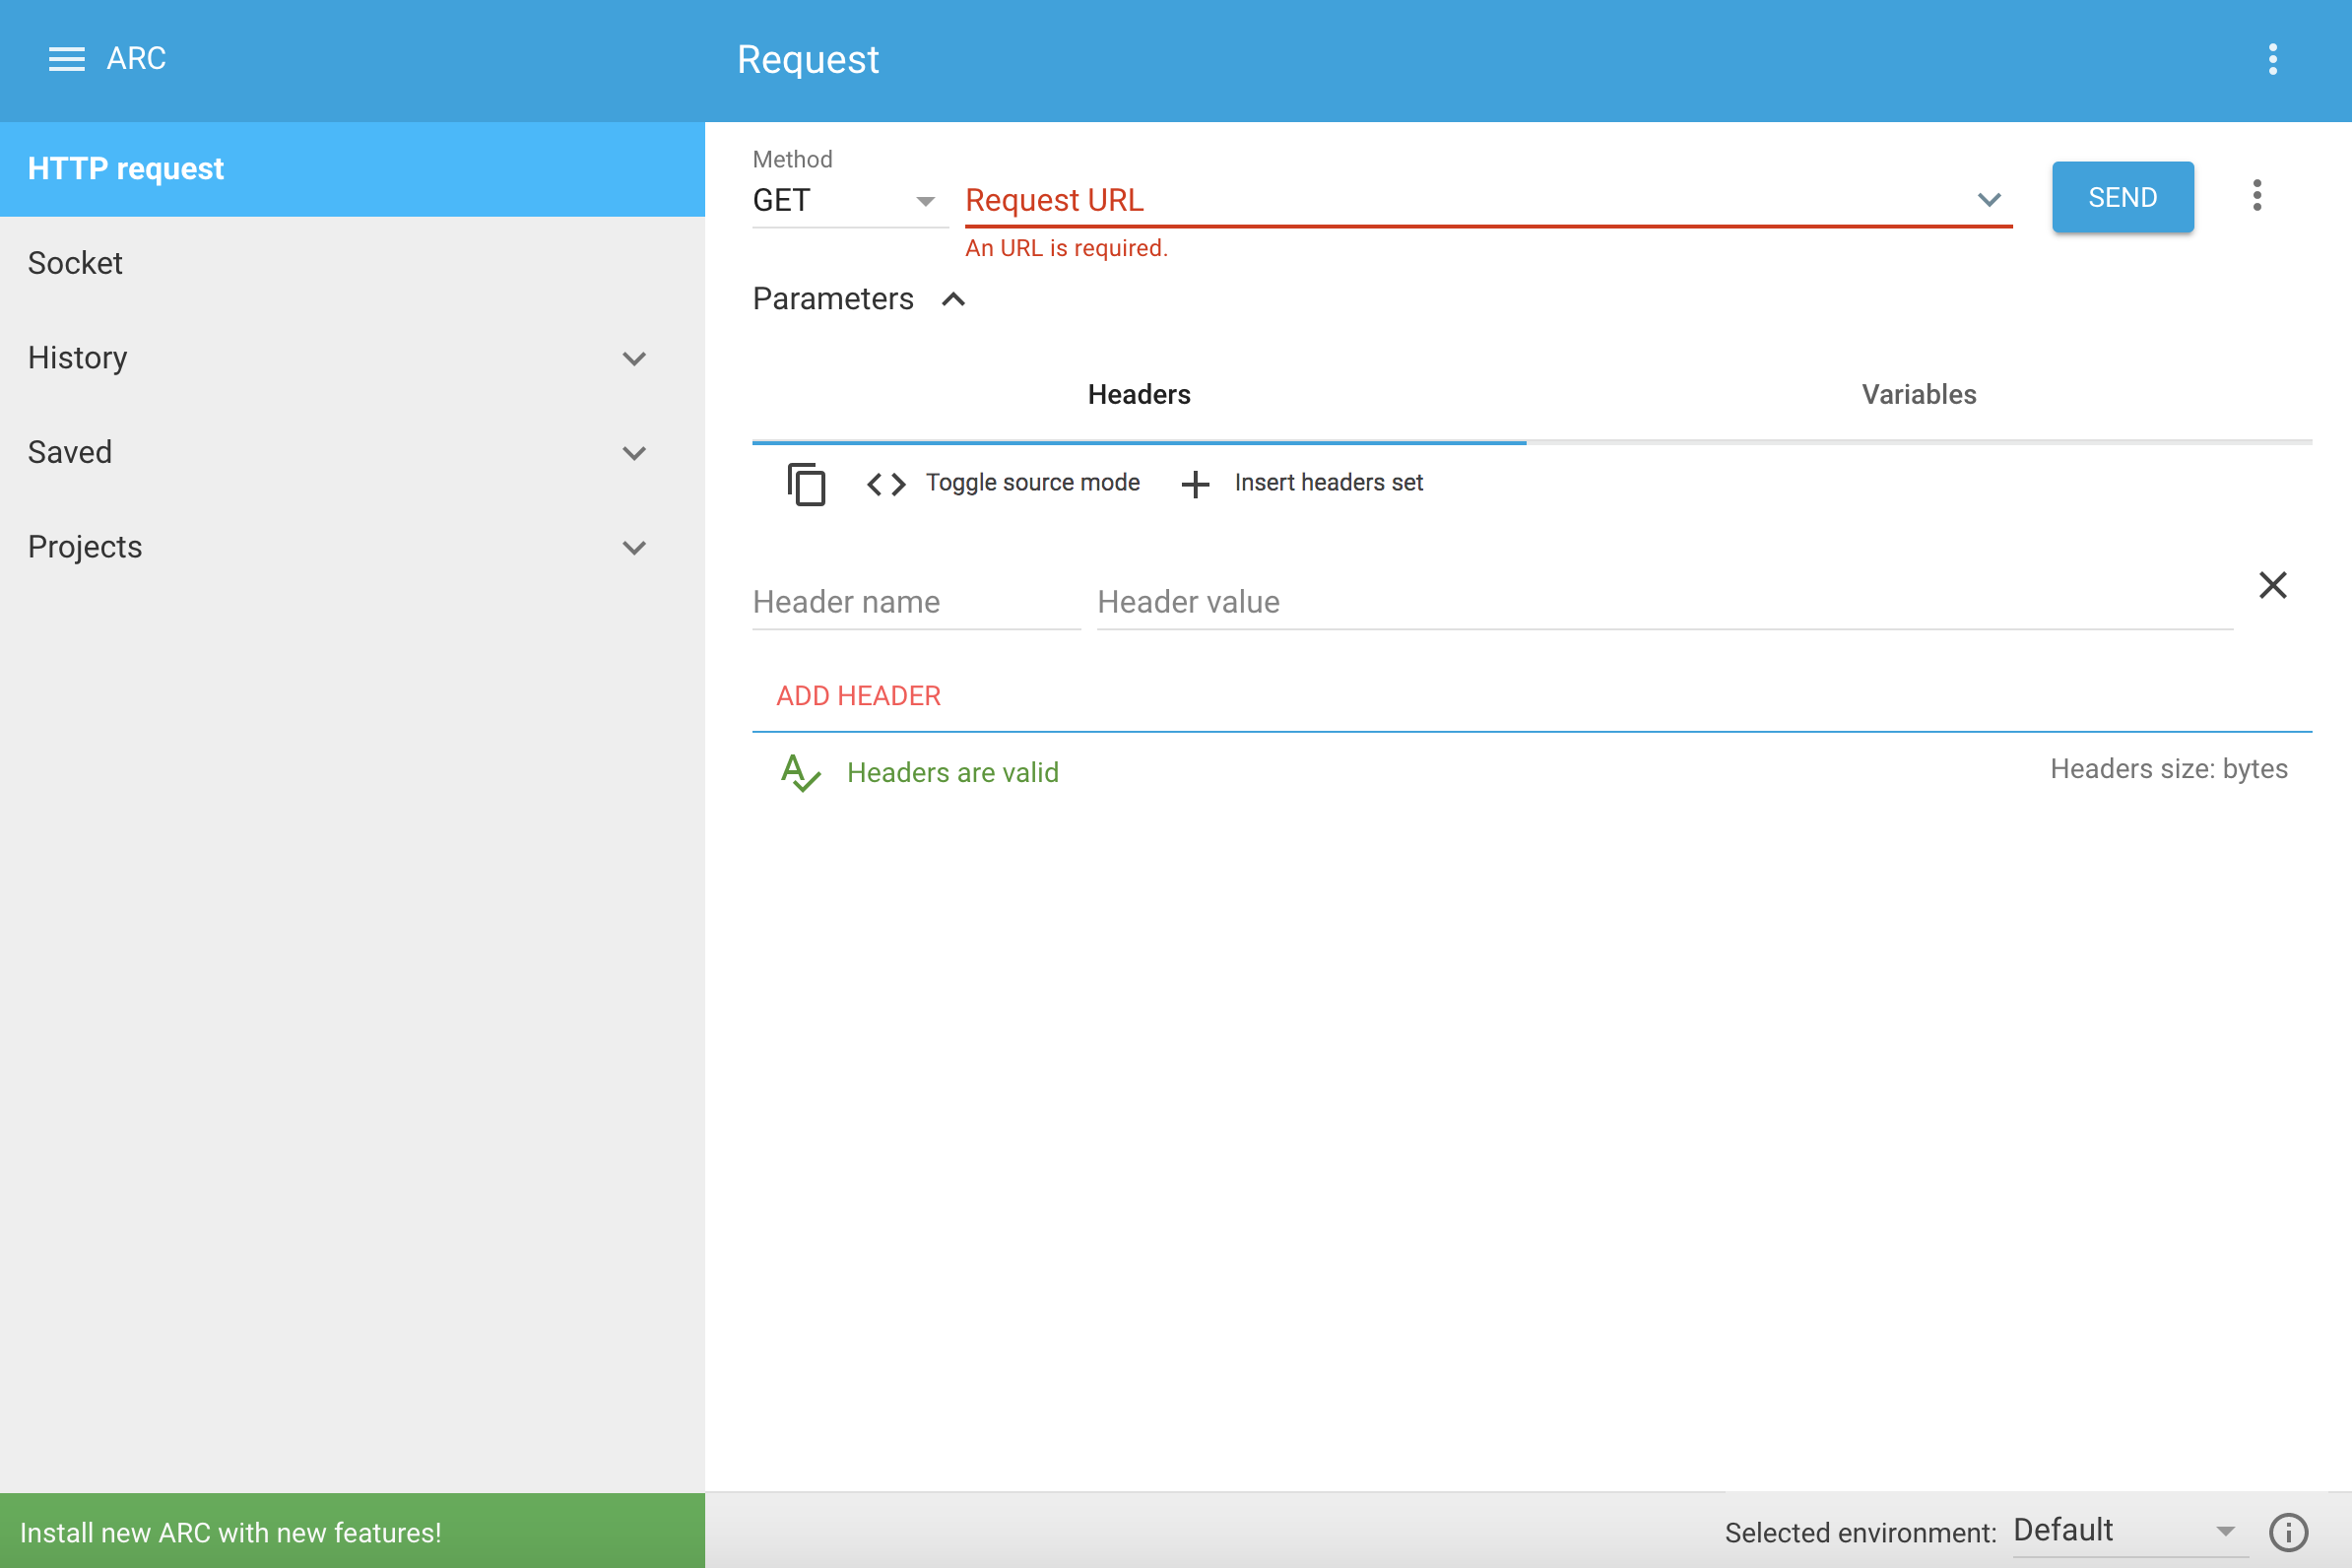 ARC
Request
HTTP request
Socket
History
Saved
Projects
Install new ARC with new features!
Method
GET
Request URL
SEND
An URL is required.
Parameters
Headers
Variables
Toggle source mode
Insert headers set
Header name
Header value
ADD HEADER
Headers are valid
Headers size: bytes
Selected environment: Default